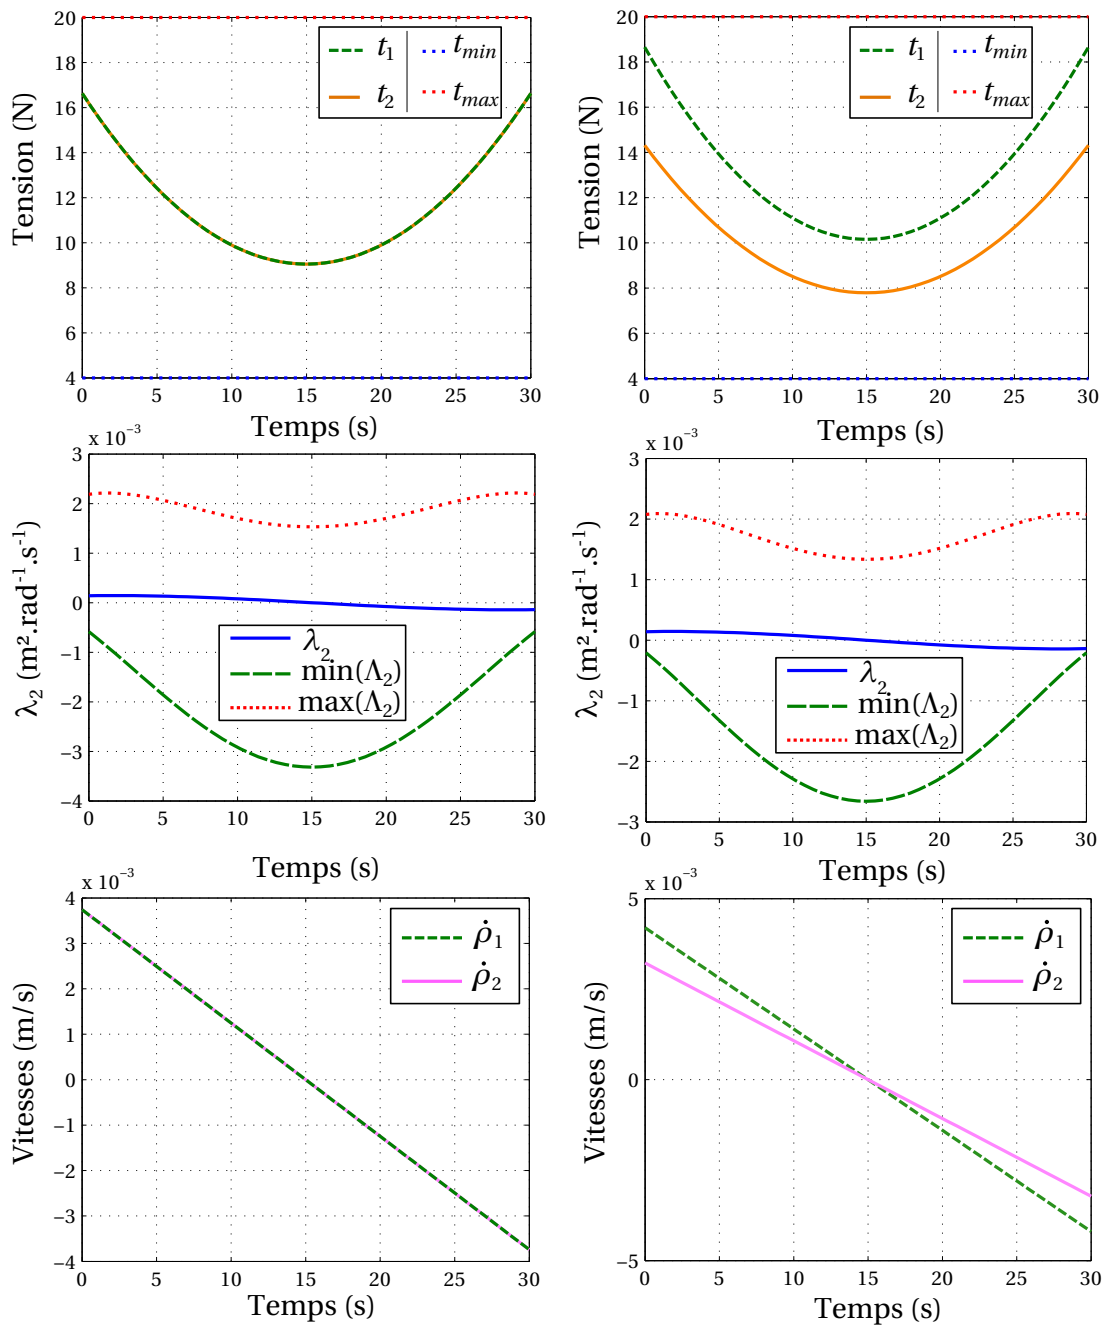 20
18
16
14
12
10
8
6
4
0 5 10 15 20 25 30
Tension (N)
Temps (s)
t1 tmin
t2 tmax
20
18
16
14
12
10
8
6
4
0 5 10 15 20 25 30
Tension (N)
Temps (s)
t1 tmin
t2 tmax
x 10⁻³
3
2
1
0
−1
−2
−3
−4
0 5 10 15 20 25 30
λ₂ (m².rad⁻¹.s⁻¹)
Temps (s)
λ₂
min(Λ₂)
max(Λ₂)
x 10⁻³
3
2
1
0
−1
−2
−3
0 5 10 15 20 25 30
λ₂ (m².rad⁻¹.s⁻¹)
Temps (s)
λ₂
min(Λ₂)
max(Λ₂)
x 10⁻³
4
3
2
1
0
−1
−2
−3
−4
0 5 10 15 20 25 30
Vitesses (m/s)
Temps (s)
ρ̇₁
ρ̇₂
x 10⁻³
5
0
−5
0 5 10 15 20 25 30
Vitesses (m/s)
Temps (s)
ρ̇₁
ρ̇₂